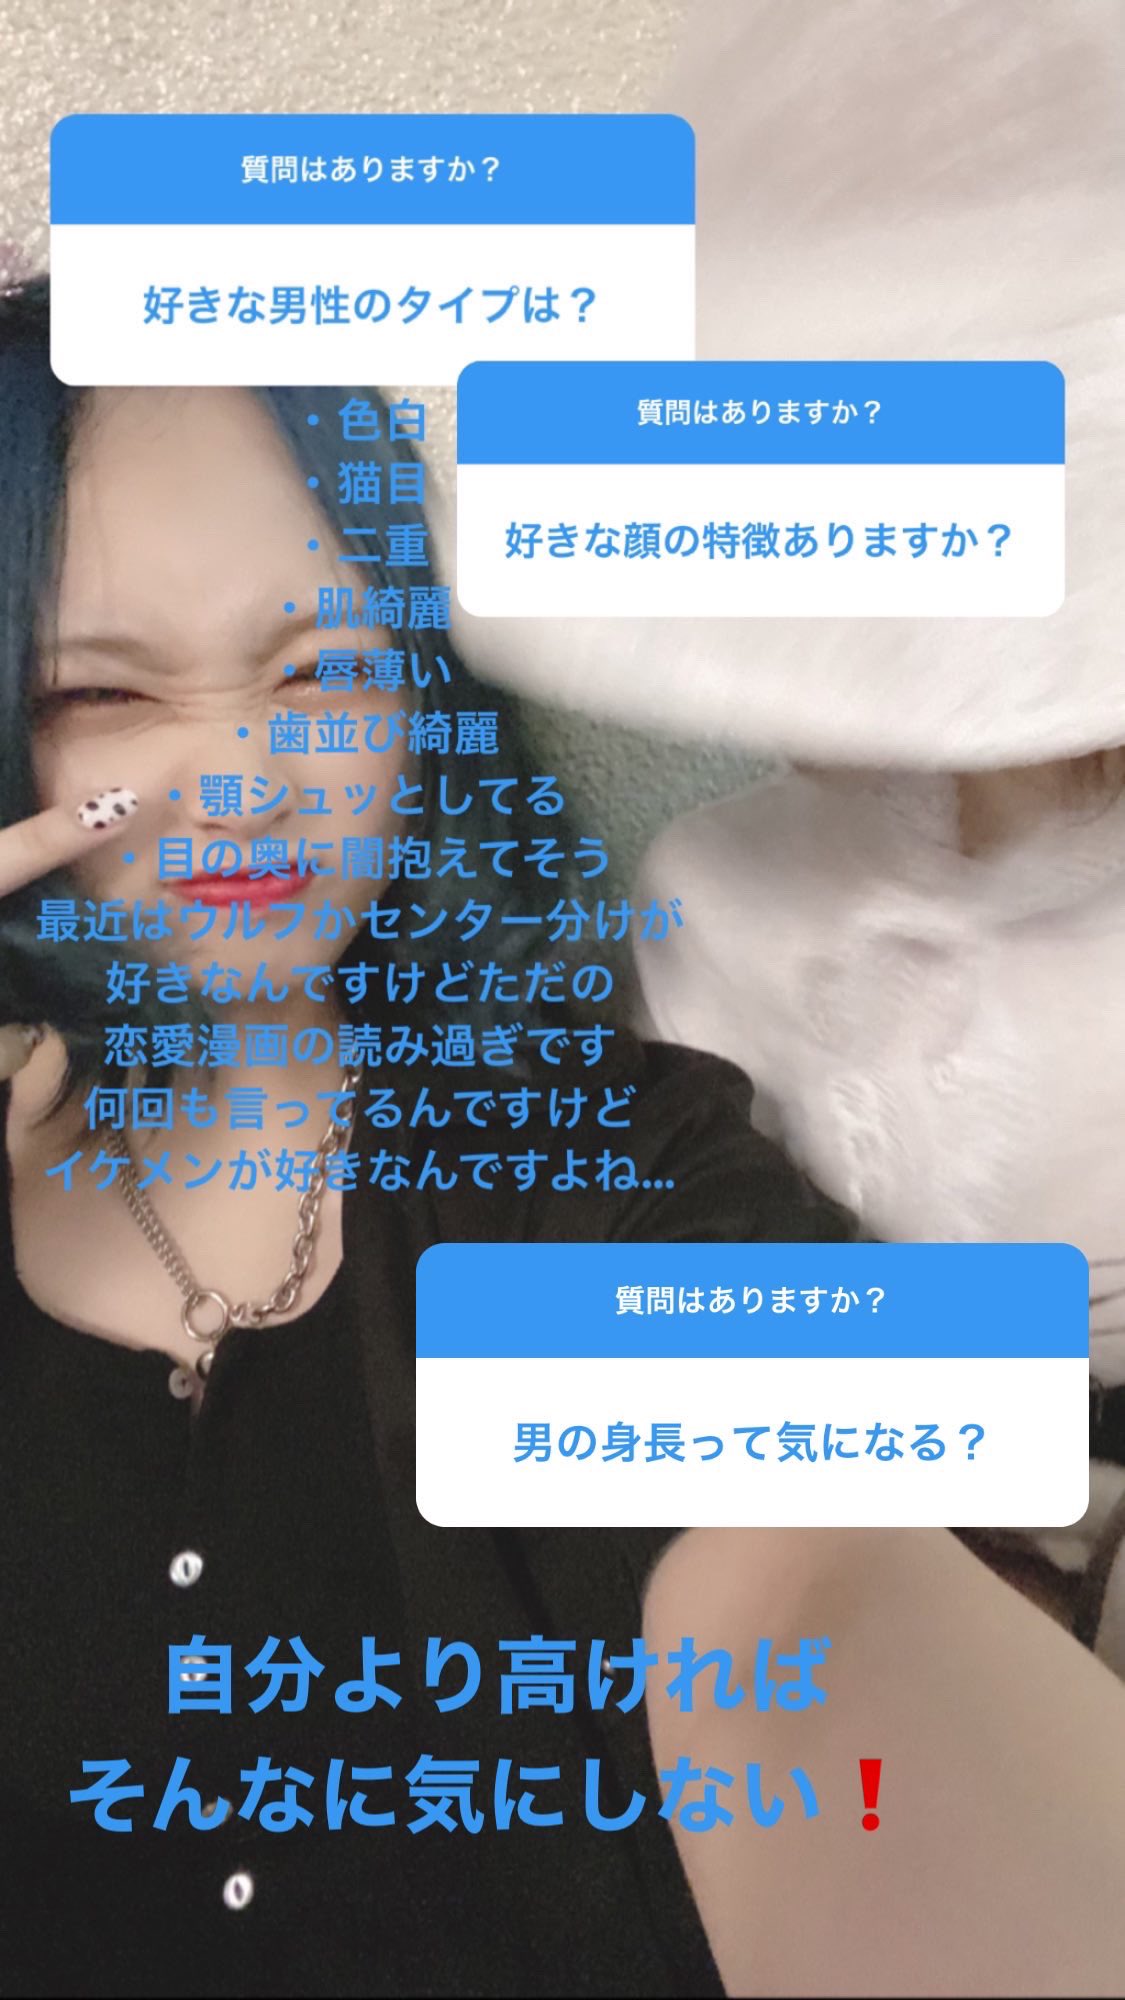 質問はありますか？
好きな男性のタイプは？
質問はありますか？
好きな顔の特徴ありますか？
・色白
・猫目
・二重
・肌綺麗
・唇薄い
・歯並び綺麗
・顎シュッとしてる
・目の奥に闇抱えてそう
最近はウルフかセンター分けが
好きなんですけどただの
恋愛漫画の読み過ぎです
何回も言ってるんですけど
イケメンが好きなんですよね…
質問はありますか？
男の身長って気になる？
自分より高ければ
そんなに気にしない❗